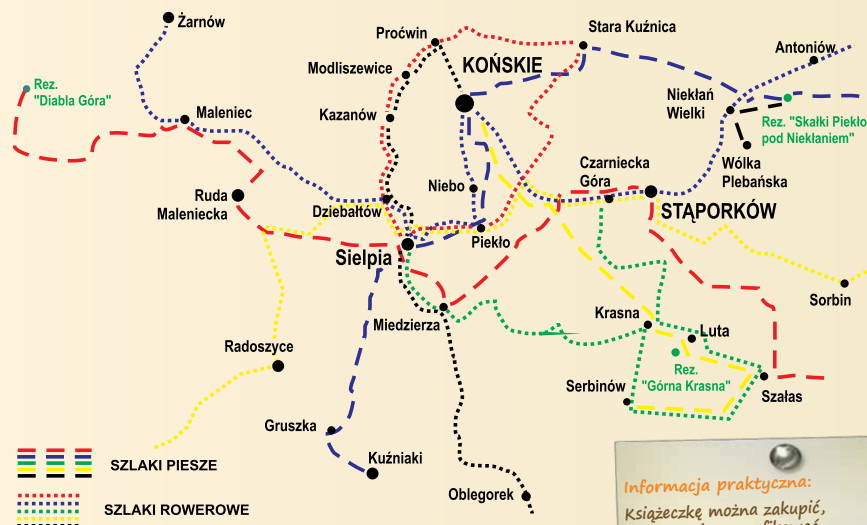 Żarnów
Proćwin
Stara Kuźnica
Antoniów
KOŃSKIE
Modliszewice
Rez.
"Diabla Góra"
Niekłań
Wielki
Maleniec
Kazanów
Rez. "Skałki Piekło
pod Niekłaniem"
Czarniecka
Góra
Wólka
Plebańska
Ruda
Maleniecka
Niebo
Dziebałtów
STĄPORKÓW
Piekło
Sielpia
Sorbin
Miedzierza
Krasna
Luta
Radoszyce
Rez.
"Górna Krasna"
Serbinów
Szałas
Gruszka
Kuźniaki
Oblegorek
SZLAKI PIESZE
SZLAKI ROWEROWE
Informacja praktyczna:
Książeczkę można zakupić,